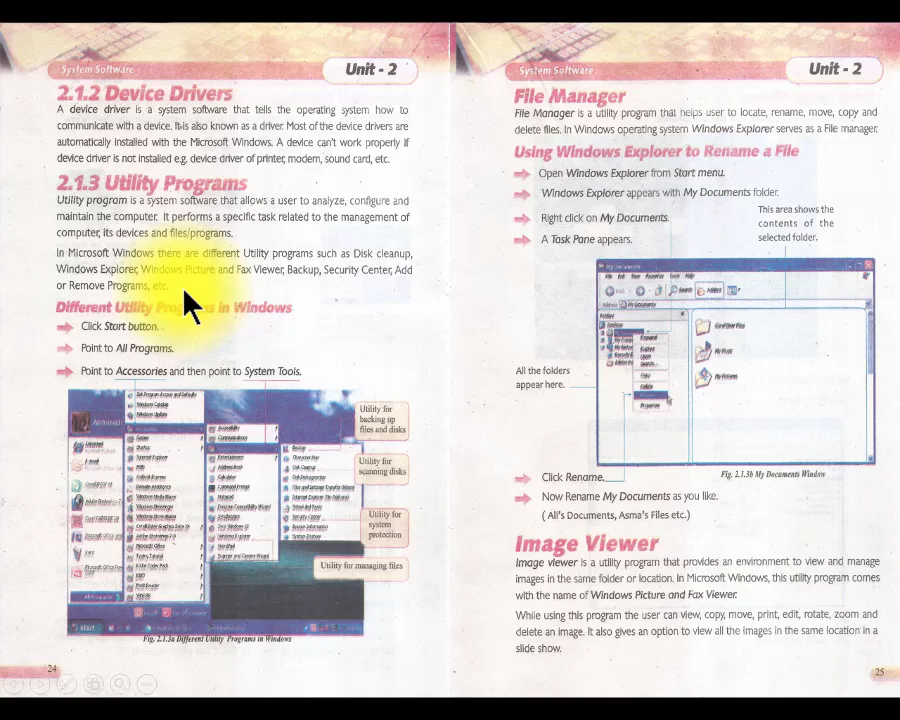 System Software
Unit - 2
2.1.2 Device Drivers
A device driver is a system software that tells the operating system how to
communicate with a device. It is also known as a driver. Most of the device drivers are
automatically installed with the Microsoft Windows. A device can't work properly if
device driver is not installed e.g. device driver of printer, modem, sound card, etc.
2.1.3 Utility Programs
Utility program is a system software that allows a user to analyze, configure and
maintain the computer. It performs a specific task related to the management of
computer, its devices and files/programs.
In Microsoft Windows there are different Utility programs such as Disk cleanup,
Windows Explorer, Windows Picture and Fax Viewer, Backup, Security Center, Add
or Remove Programs, etc.
Different Utility Programs in Windows
Click Start button.
Point to All Programs.
Point to Accessories and then point to System Tools.
Utility for
backing up
files and disks
Utility for
scanning disks
Utility for
system
protection
Utility for managing files
Fig. 2.1.3a Different Utility Programs in Windows
24
System Software
Unit - 2
File Manager
File Manager is a utility program that helps user to locate, rename, move, copy and
delete files. In Windows operating system Windows Explorer serves as a File manager.
Using Windows Explorer to Rename a File
Open Windows Explorer from Start menu.
Windows Explorer appears with My Documents folder.
Right click on My Documents.
A Task Pane appears.
This area shows the
contents of the
selected folder.
All the folders
appear here.
Fig. 2.1.3b My Documents Window
Click Rename.
Now Rename My Documents as you like.
( Ali's Documents, Asma's Files etc.)
Image Viewer
Image viewer is a utility program that provides an environment to view and manage
images in the same folder or location. In Microsoft Windows, this utility program comes
with the name of Windows Picture and Fax Viewer.
While using this program the user can view, copy, move, print, edit, rotate, zoom and
delete an image. It also gives an option to view all the images in the same location in a
slide show.
25